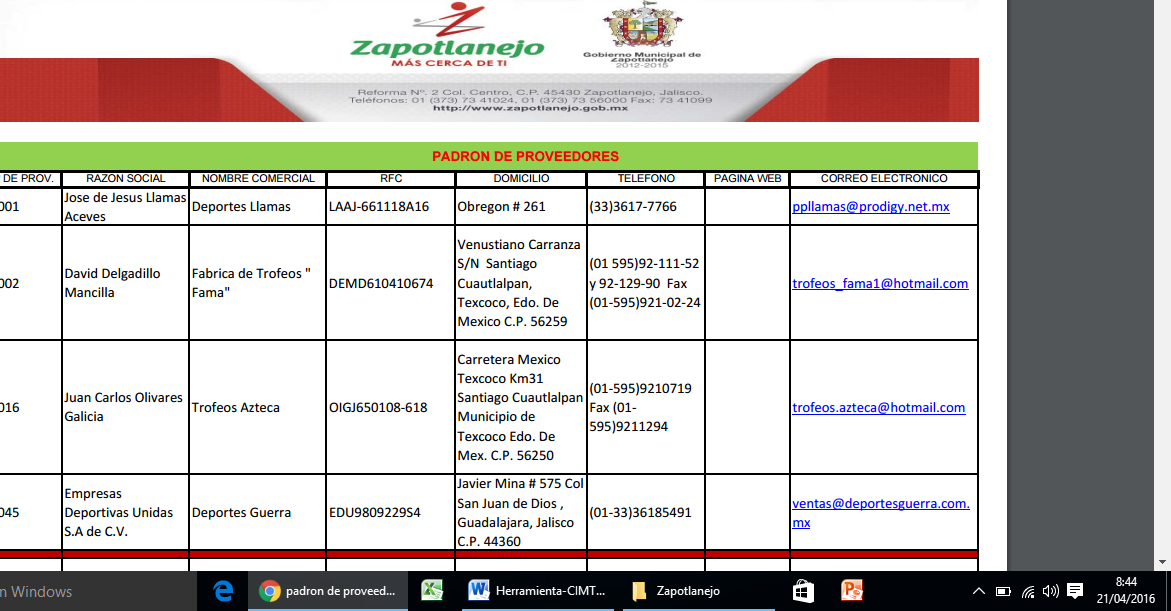 Zapotlanejo
MÁS CERCA DE TI
Gobierno Municipal de
Zapotlanejo
2012-2015
Reforma Nº. 2 Col. Centro, C.P. 45430 Zapotlanejo, Jalisco.
Teléfonos: 01 (373) 73 41024, 01 (373) 73 56000 Fax: 73 41099
http://www.zapotlanejo.gob.mx
PADRON DE PROVEEDORES
DE PROV. RAZON SOCIAL NOMBRE COMERCIAL RFC DOMICILIO TELEFONO PAGINA WEB CORREO ELECTRONICO
001
Jose de Jesus Llamas
Aceves
Deportes Llamas
LAAJ-661118A16
Obregon # 261
(33)3617-7766
ppllamas@prodigy.net.mx
002
David Delgadillo
Mancilla
Fabrica de Trofeos "
Fama"
DEMD610410674
Venustiano Carranza
S/N Santiago
Cuautlalpan,
Texcoco, Edo. De
Mexico C.P. 56259
(01 595)92-111-52
y 92-129-90 Fax
(01-595)921-02-24
trofeos_fama1@hotmail.com
016
Juan Carlos Olivares
Galicia
Trofeos Azteca
OIGJ650108-618
Carretera Mexico
Texcoco Km31
Santiago Cuautlalpan
Municipio de
Texcoco Edo. De
Mex. C.P. 56250
(01-595)9210719
Fax (01-
595)9211294
trofeos.azteca@hotmail.com
045
Empresas
Deportivas Unidas
S.A de C.V.
Deportes Guerra
EDU9809229S4
Javier Mina # 575 Col
San Juan de Dios ,
Guadalajara, Jalisco
C.P. 44360
(01-33)36185491
ventas@deportesguerra.com.
mx
n Windows
padron de proveed...
Herramienta-CIMT...
Zapotlanejo
8:44
21/04/2016